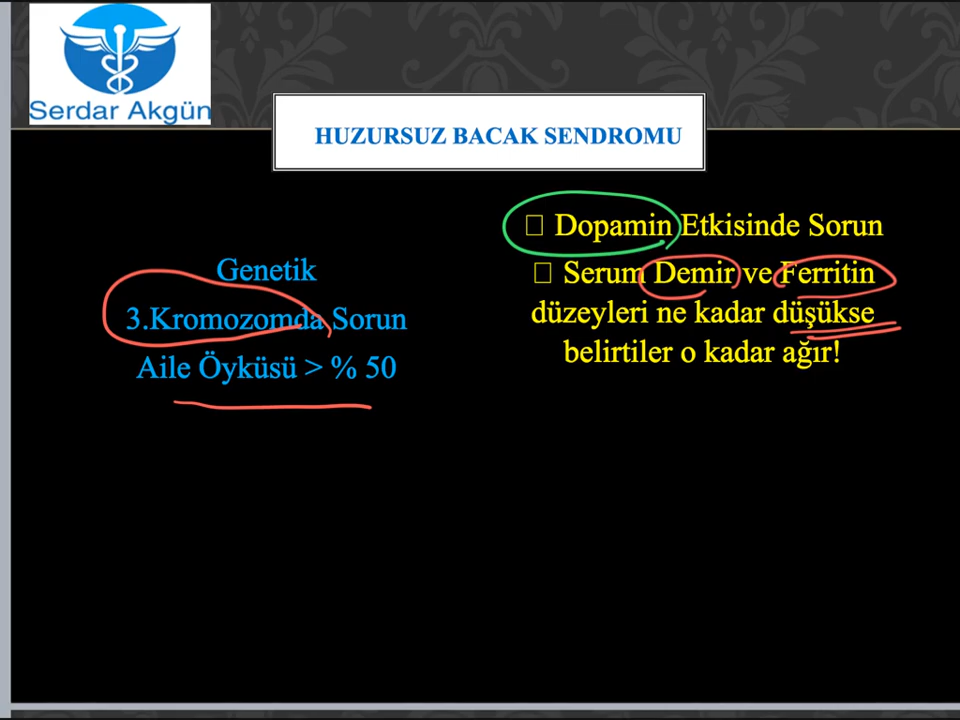 Serdar Akgün
HUZURSUZ BACAK SENDROMU
Genetik
3.Kromozomda Sorun
Aile Öyküsü > % 50
Dopamin Etkisinde Sorun
Serum Demir ve Ferritin
düzeyleri ne kadar düşükse
belirtiler o kadar ağır!